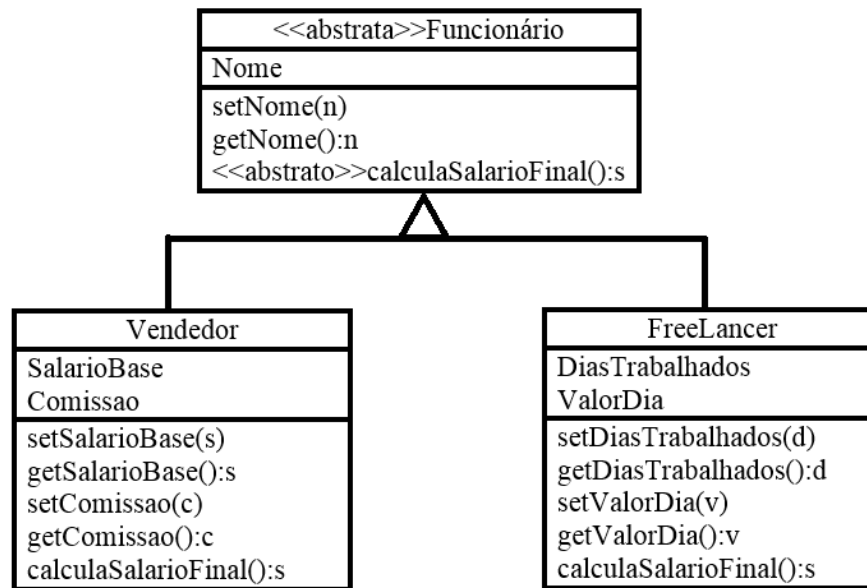 <<abstrata>>Funcionário
Nome
setNome(n)
getNome():n
<<abstrato>>calculaSalarioFinal():s
Vendedor
SalarioBase
Comissao
setSalarioBase(s)
getSalarioBase():s
setComissao(c)
getComissao():c
calculaSalarioFinal():s
FreeLancer
DiasTrabalhados
ValorDia
setDiasTrabalhados(d)
getDiasTrabalhados():d
setValorDia(v)
getValorDia():v
calculaSalarioFinal():s